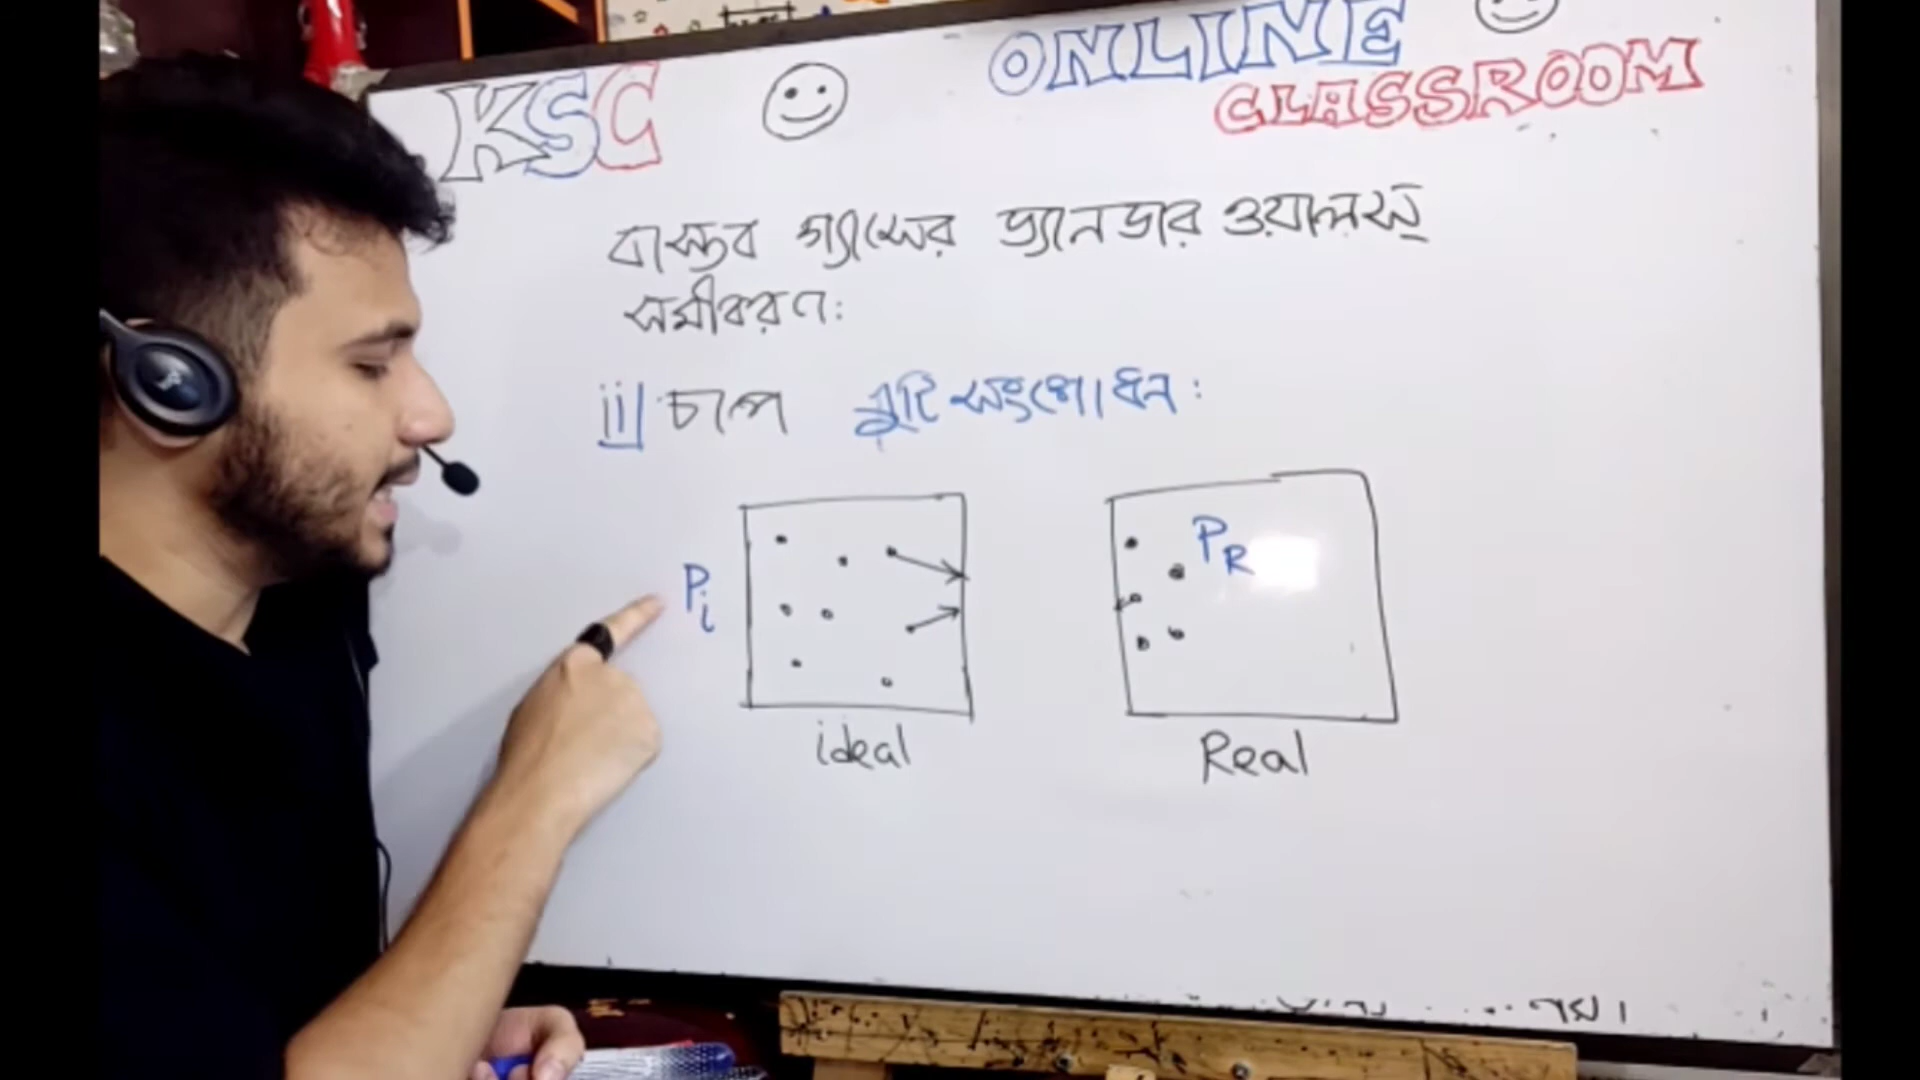 KSC ONLINE
CLASSROOM
বাস্তব গ্যাসের ভ্যানডার ওয়ালস্
সমীকরণ:
ii) চাপ ত্রুটি সংশোধন:
Pi
PR
ideal
Real